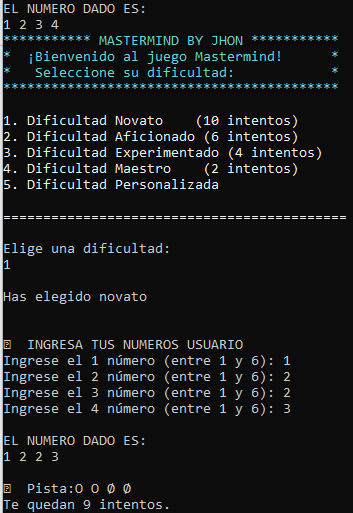 EL NUMERO DADO ES:
1 2 3 4
*********** MASTERMIND BY JHON ***********
*  ¡Bienvenido al juego Mastermind!      *
*   Seleccione su dificultad:            *
******************************************
1. Dificultad Novato    (10 intentos)
2. Dificultad Aficionado (6 intentos)
3. Dificultad Experimentado (4 intentos)
4. Dificultad Maestro    (2 intentos)
5. Dificultad Personalizada
===========================================
Elige una dificultad:
1
Has elegido novato
⍰  INGRESA TUS NUMEROS USUARIO
Ingrese el 1 número (entre 1 y 6): 1
Ingrese el 2 número (entre 1 y 6): 2
Ingrese el 3 número (entre 1 y 6): 2
Ingrese el 4 número (entre 1 y 6): 3
EL NUMERO DADO ES:
1 2 2 3
⍰  Pista:O O Ø Ø
Te quedan 9 intentos.